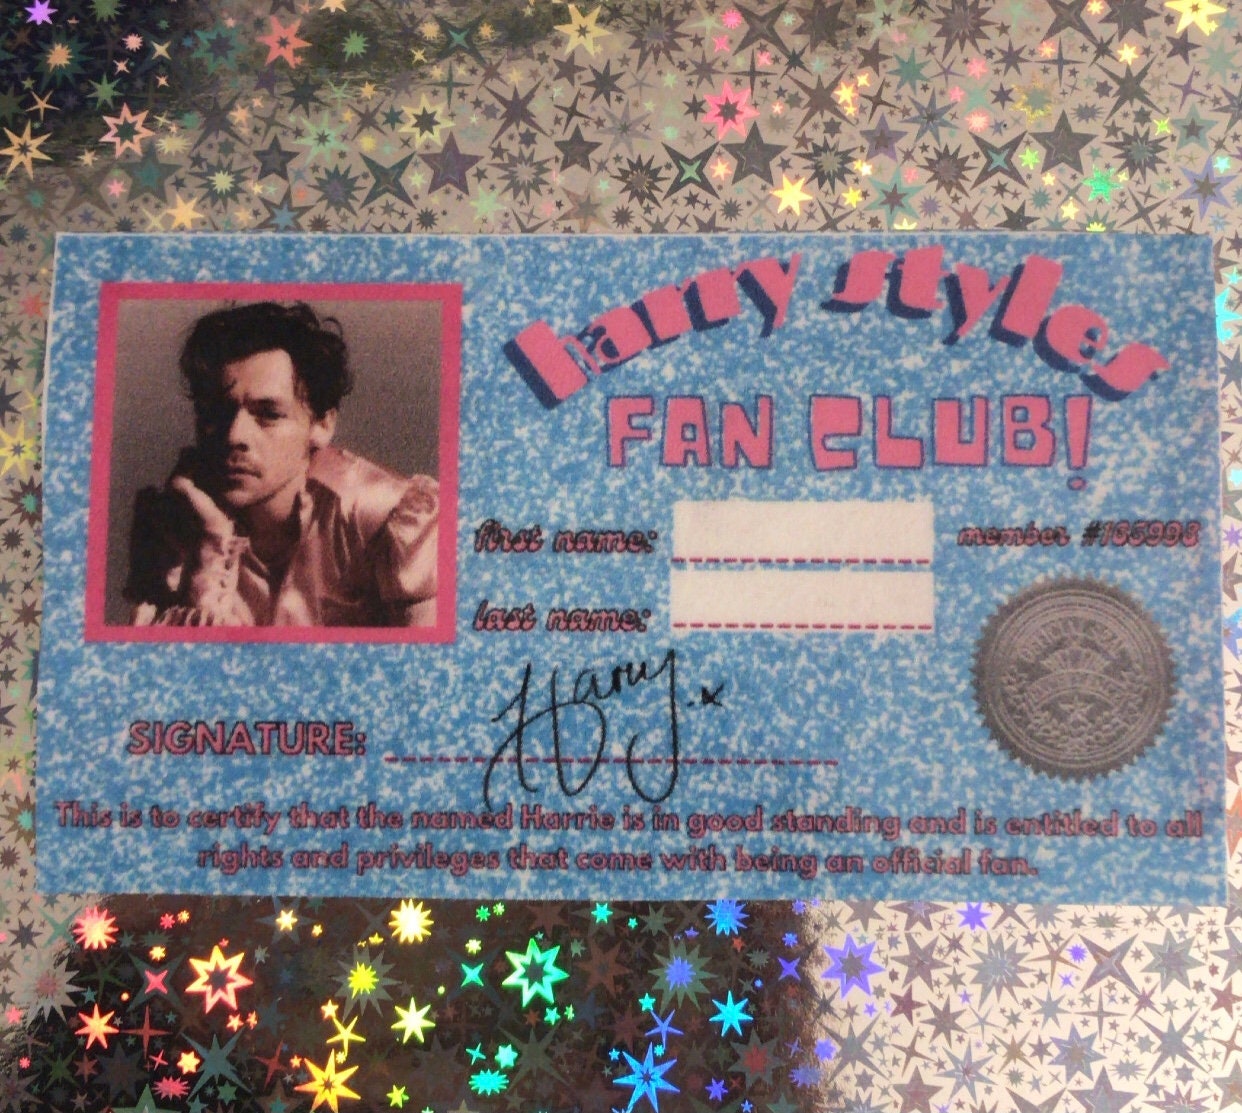 harry styles
FAN CLUB!
first name:
member #165998
last name:
Harry.x
SIGNATURE:
This is to certify that the named Harrie is in good standing and is entitled to all
rights and privileges that come with being an official fan.